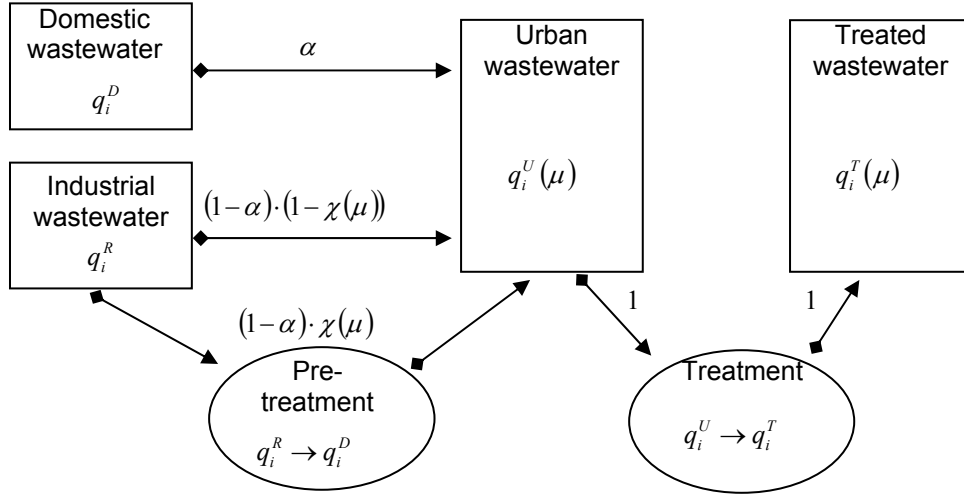 Domestic
wastewater
q_i^D
α
Urban
wastewater
q_i^U(μ)
Treated
wastewater
q_i^T(μ)
Industrial
wastewater
q_i^R
(1−α)·(1−χ(μ))
(1−α)·χ(μ)
Pre-
treatment
q_i^R → q_i^D
1
Treatment
q_i^U → q_i^T
1